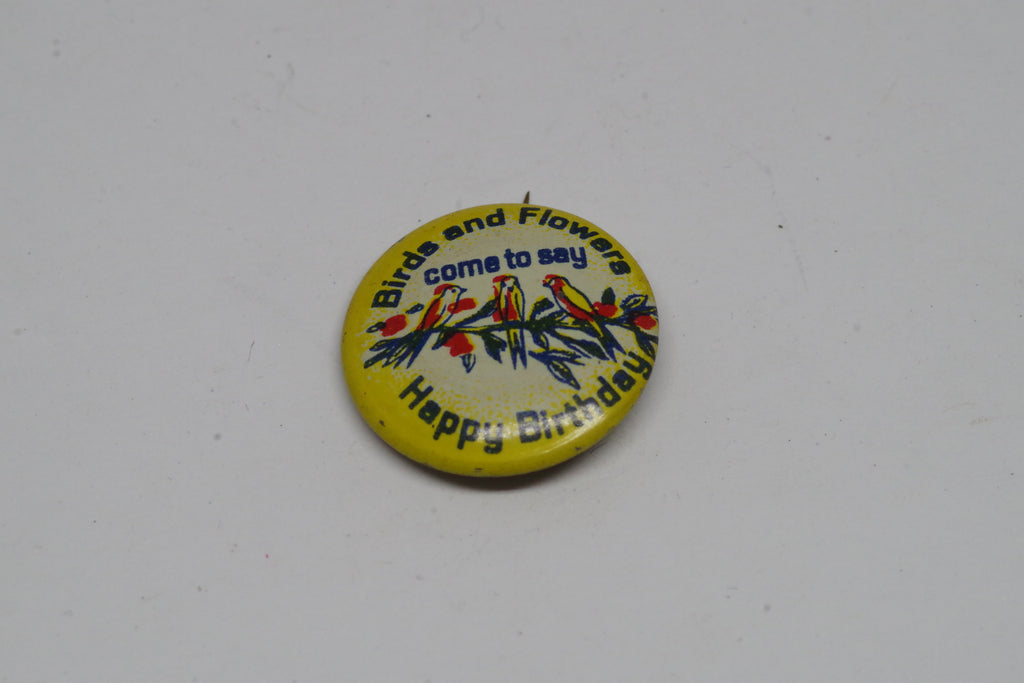 Birds and Flowers
come to say
Happy Birthday